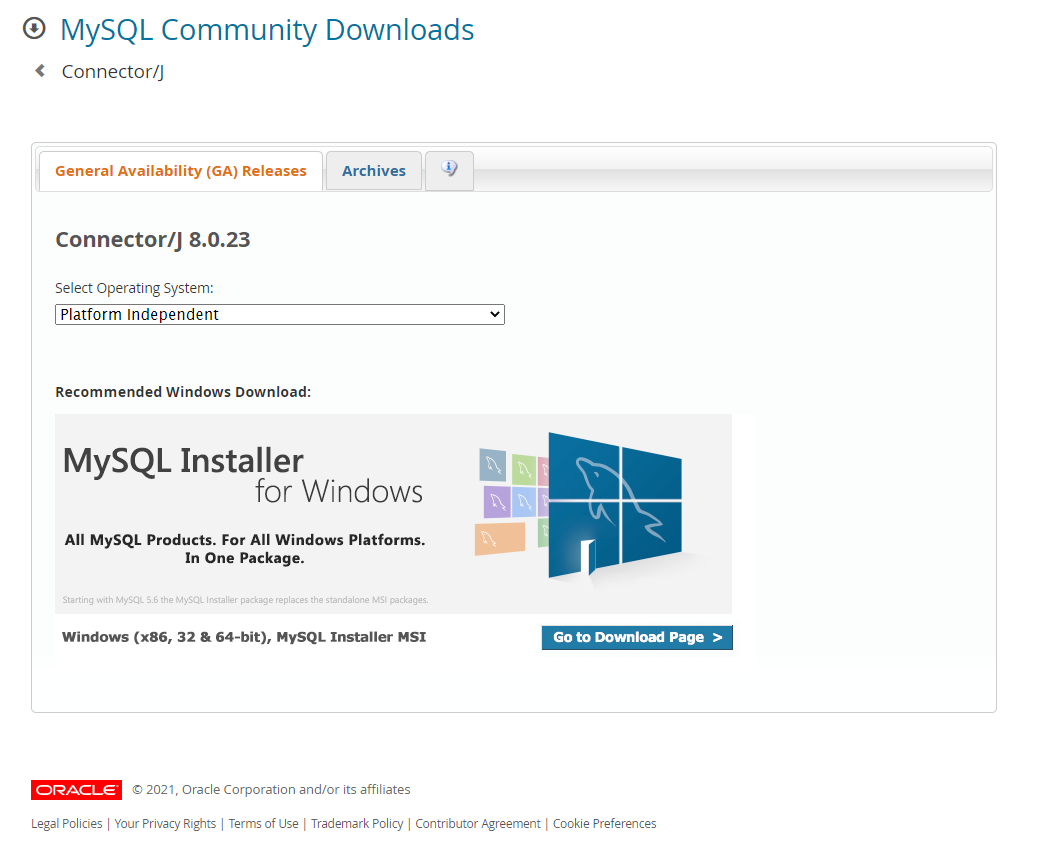 MySQL Community Downloads
Connector/J
General Availability (GA) Releases
Archives
Connector/J 8.0.23
Select Operating System:
Platform Independent
Recommended Windows Download:
MySQL Installer
for Windows
All MySQL Products. For All Windows Platforms.
In One Package.
Starting with MySQL 5.6 the MySQL Installer package replaces the standalone MSI packages.
Windows (x86, 32 & 64-bit), MySQL Installer MSI
Go to Download Page >
ORACLE © 2021, Oracle Corporation and/or its affiliates
Legal Policies | Your Privacy Rights | Terms of Use | Trademark Policy | Contributor Agreement | Cookie Preferences